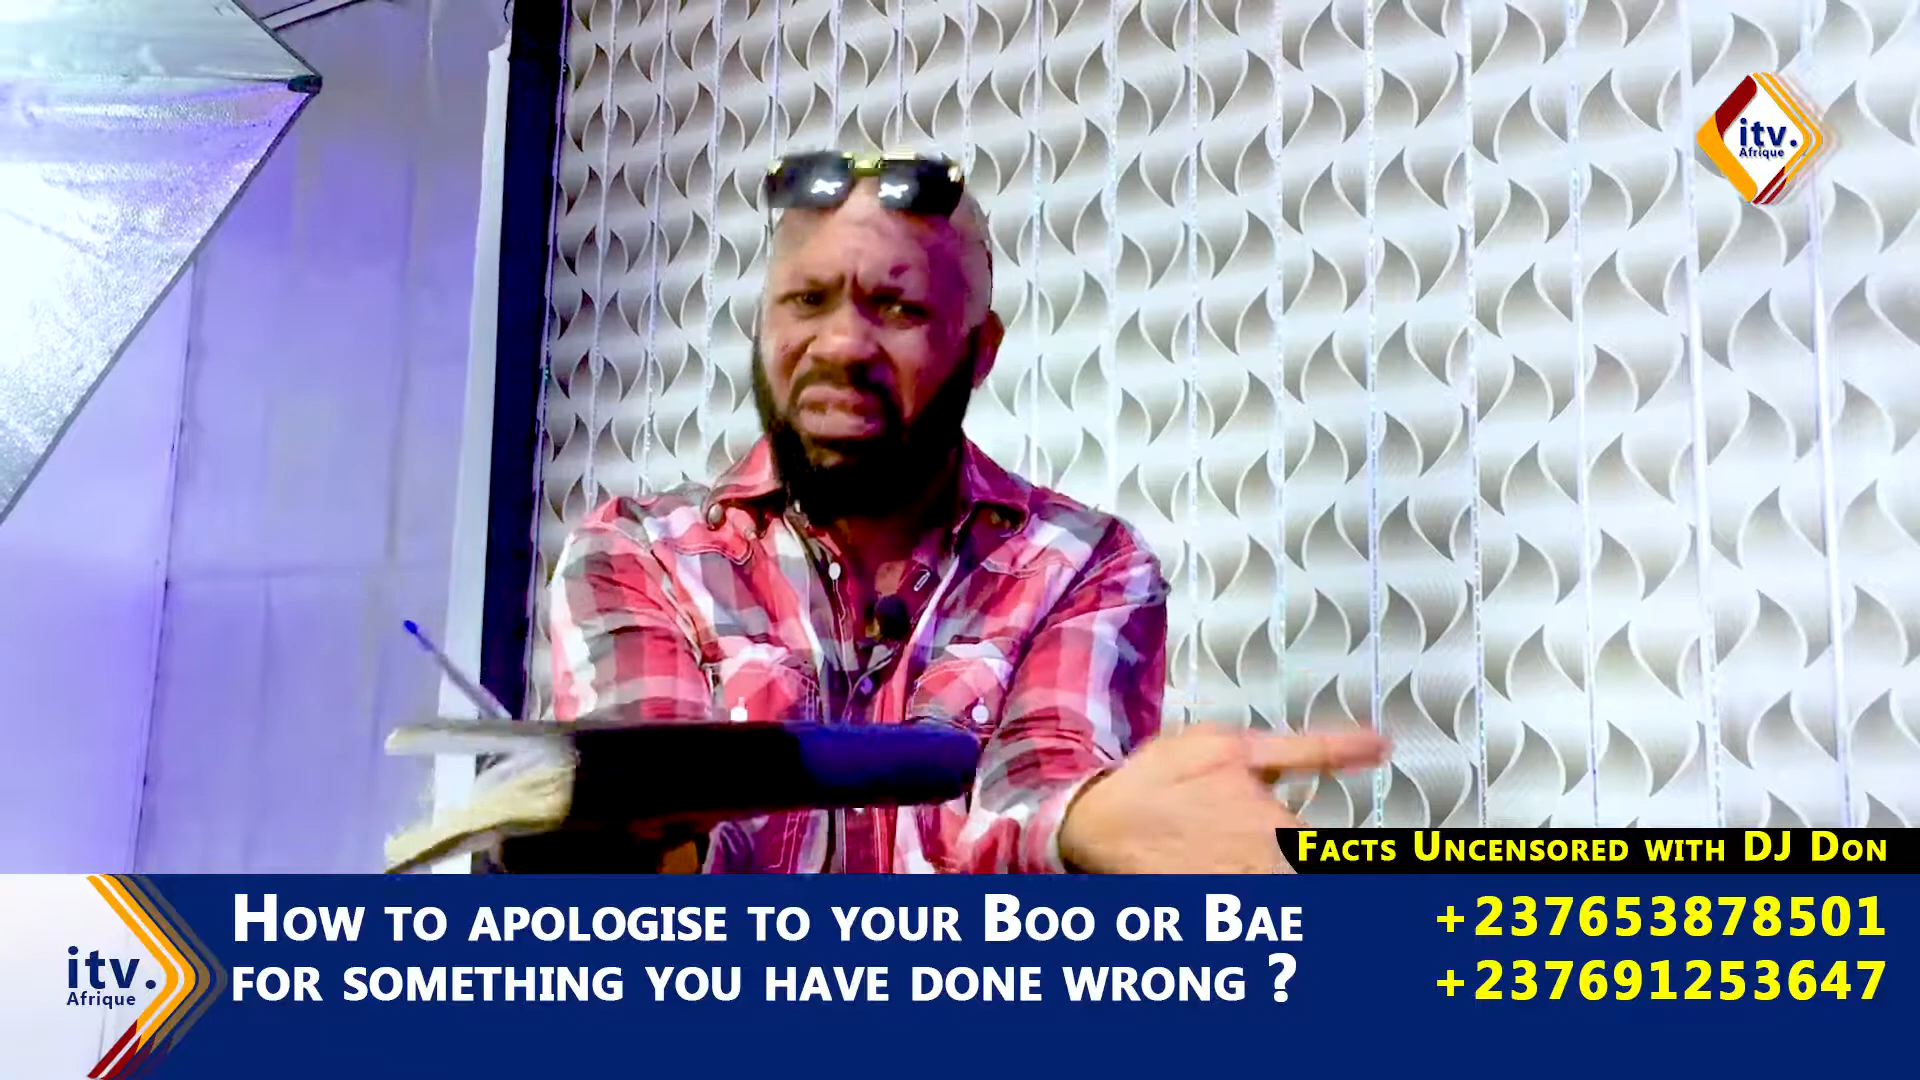 itv.
Afrique
Facts Uncensored with DJ Don
How to apologise to your Boo or Bae
for something you have done wrong ?
+237653878501
+237691253647
itv.
Afrique